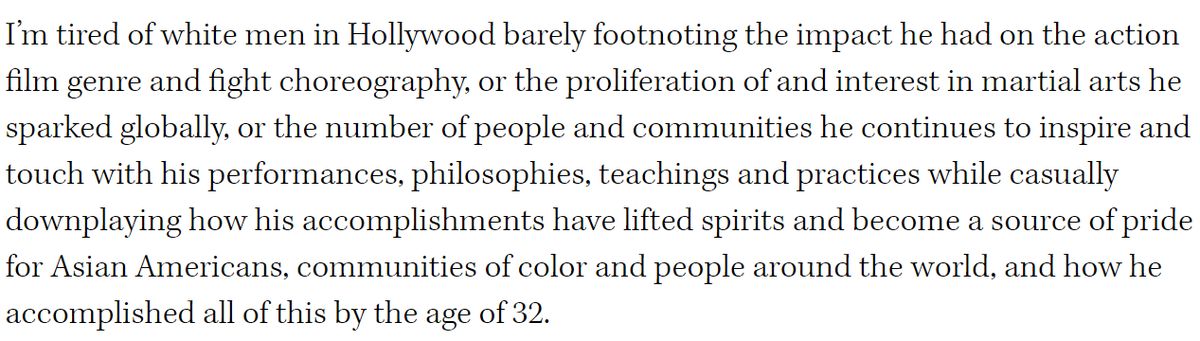 I’m tired of white men in Hollywood barely footnoting the impact he had on the action
film genre and fight choreography, or the proliferation of and interest in martial arts he
sparked globally, or the number of people and communities he continues to inspire and
touch with his performances, philosophies, teachings and practices while casually
downplaying how his accomplishments have lifted spirits and become a source of pride
for Asian Americans, communities of color and people around the world, and how he
accomplished all of this by the age of 32.